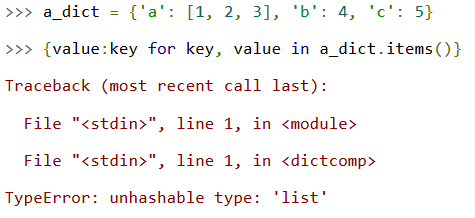 >>> a_dict = {'a': [1, 2, 3], 'b': 4, 'c': 5}
>>> {value:key for key, value in a_dict.items()}
Traceback (most recent call last):
  File "<stdin>", line 1, in <module>
  File "<stdin>", line 1, in <dictcomp>
TypeError: unhashable type: 'list'